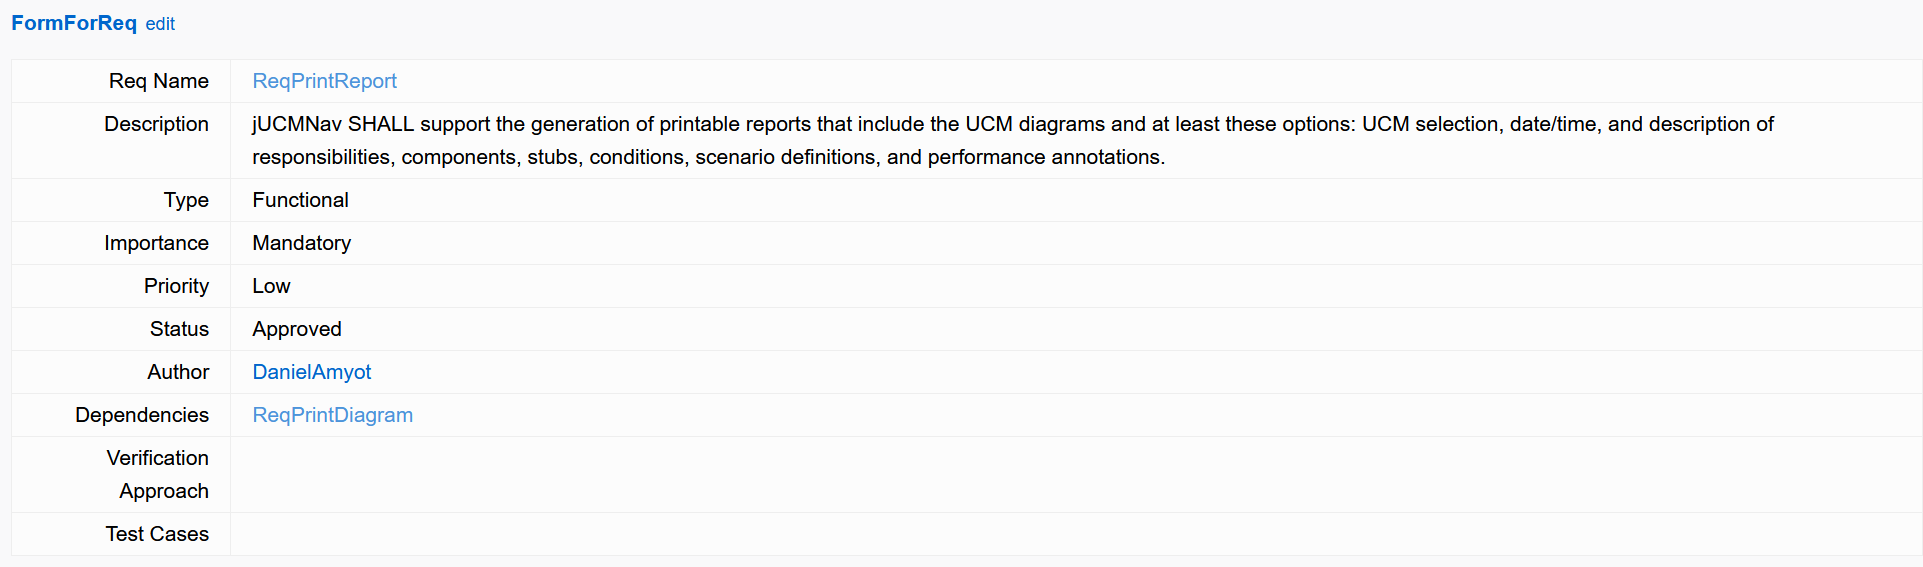 FormForReq edit
Req Name ReqPrintReport
Description jUCMNav SHALL support the generation of printable reports that include the UCM diagrams and at least these options: UCM selection, date/time, and description of
responsibilities, components, stubs, conditions, scenario definitions, and performance annotations.
Type Functional
Importance Mandatory
Priority Low
Status Approved
Author DanielAmyot
Dependencies ReqPrintDiagram
Verification
Approach
Test Cases